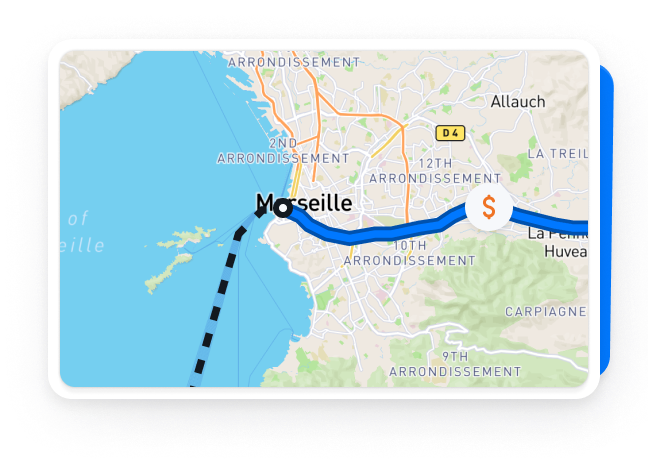 ARRONDISSEMENT
Allauch
D 4
2ND
ARRONDISSEMENT
LA TREIL
12TH
ARRONDISSEMENT
Marseille
$
of
eille
La Penne
10TH
ARRONDISSEMENT
Huvea
CARPIAGNE
9TH
ARRONDISSEMENT